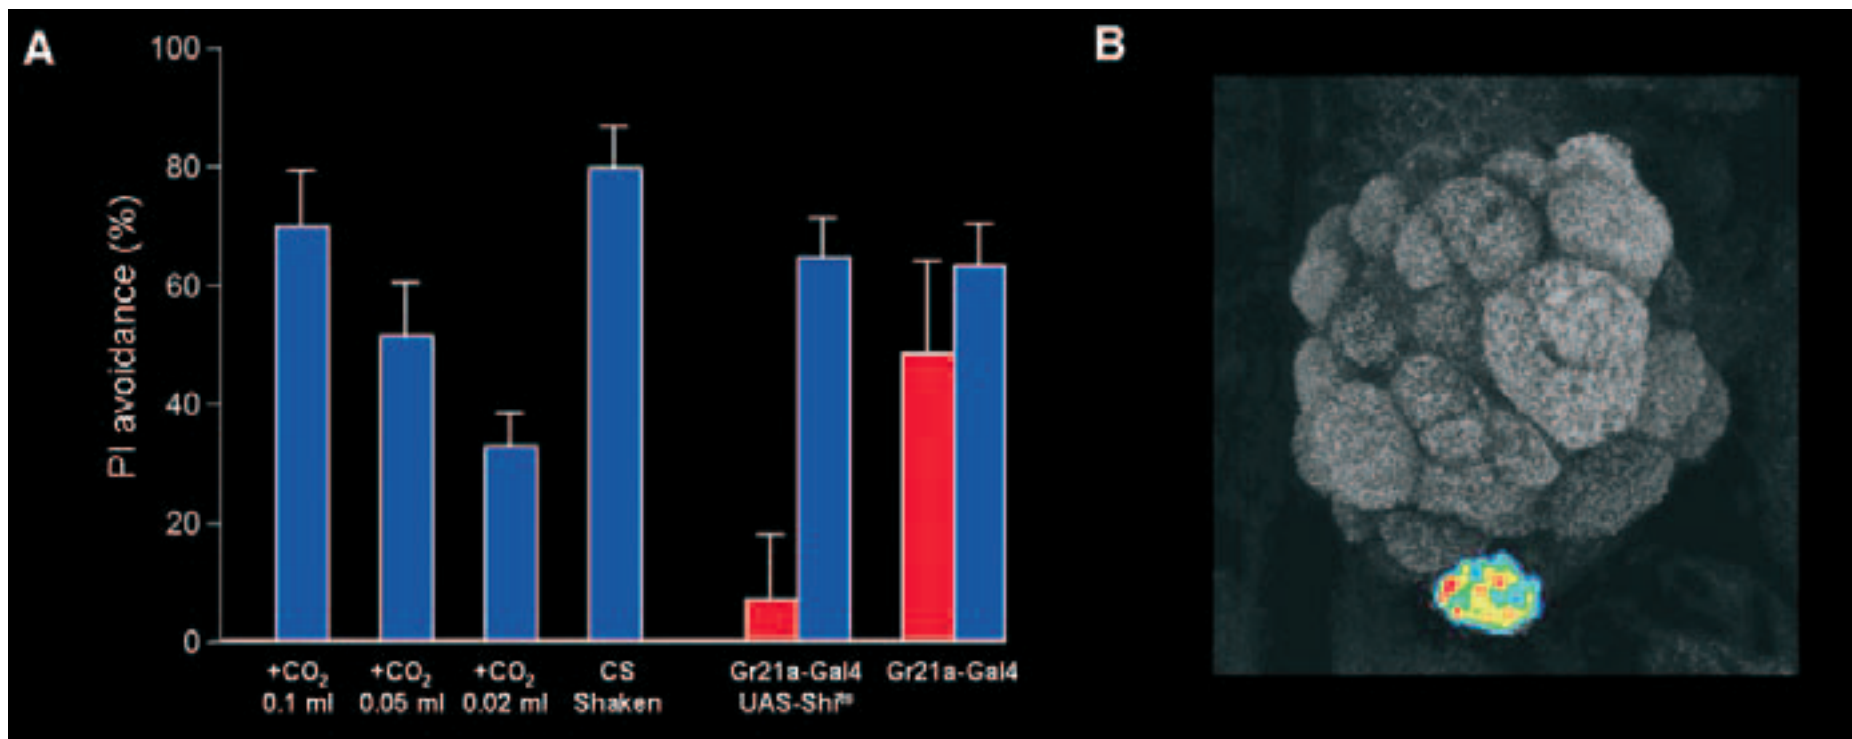 A
B
PI avoidance (%)
100
80
60
40
20
0
+CO₂ +CO₂ +CO₂ CS Gr21a-Gal4 Gr21a-Gal4
0.1 ml 0.05 ml 0.02 ml Shaken UAS-Shiᵗˢ